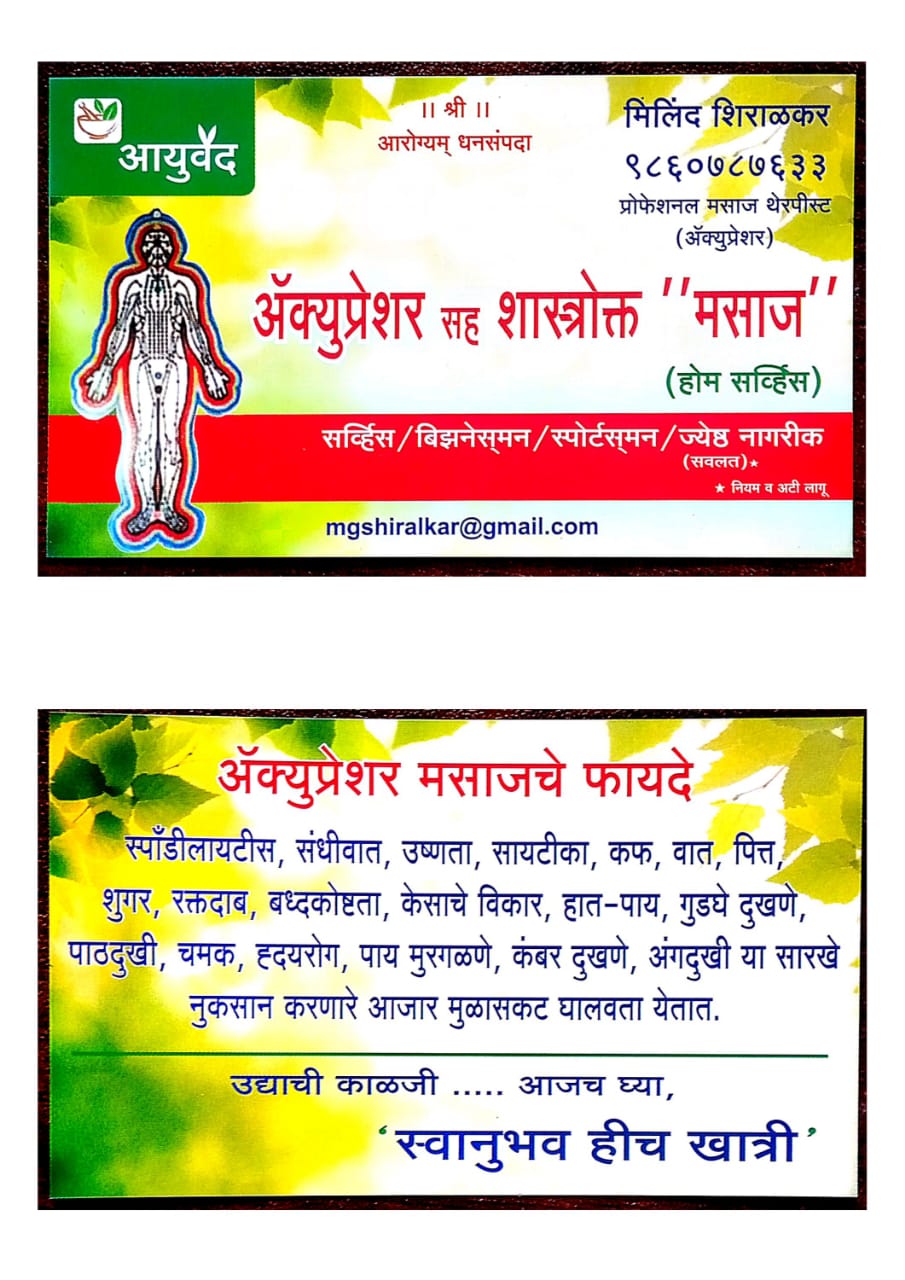 आयुर्वेद
।। श्री ।।
आरोग्यम् धनसंपदा
मिलिंद शिराळकर
९८६०७८७६३३
प्रोफेशनल मसाज थेरपीस्ट
(ॲक्युप्रेशर)
ॲक्युप्रेशर सह शास्त्रोक्त "मसाज"
(होम सर्व्हिस)
सर्व्हिस/बिझनेस्‌मन/स्पोर्टस्‌मन/ज्येष्ठ नागरीक
(सवलत)★
★ नियम व अटी लागू
mgshiralkar@gmail.com
ॲक्युप्रेशर मसाजचे फायदे
स्पाँडीलायटीस, संधीवात, उष्णता, सायटीका, कफ, वात, पित्त,
शुगर, रक्तदाब, बध्दकोष्टता, केसाचे विकार, हात-पाय, गुडघे दुखणे,
पाठदुखी, चमक, ह्दयरोग, पाय मुरगळणे, कंबर दुखणे, अंगदुखी या सारखे
नुकसान करणारे आजार मुळासकट घालवता येतात.
उद्याची काळजी ..... आजच घ्या,
‘स्वानुभव हीच खात्री’